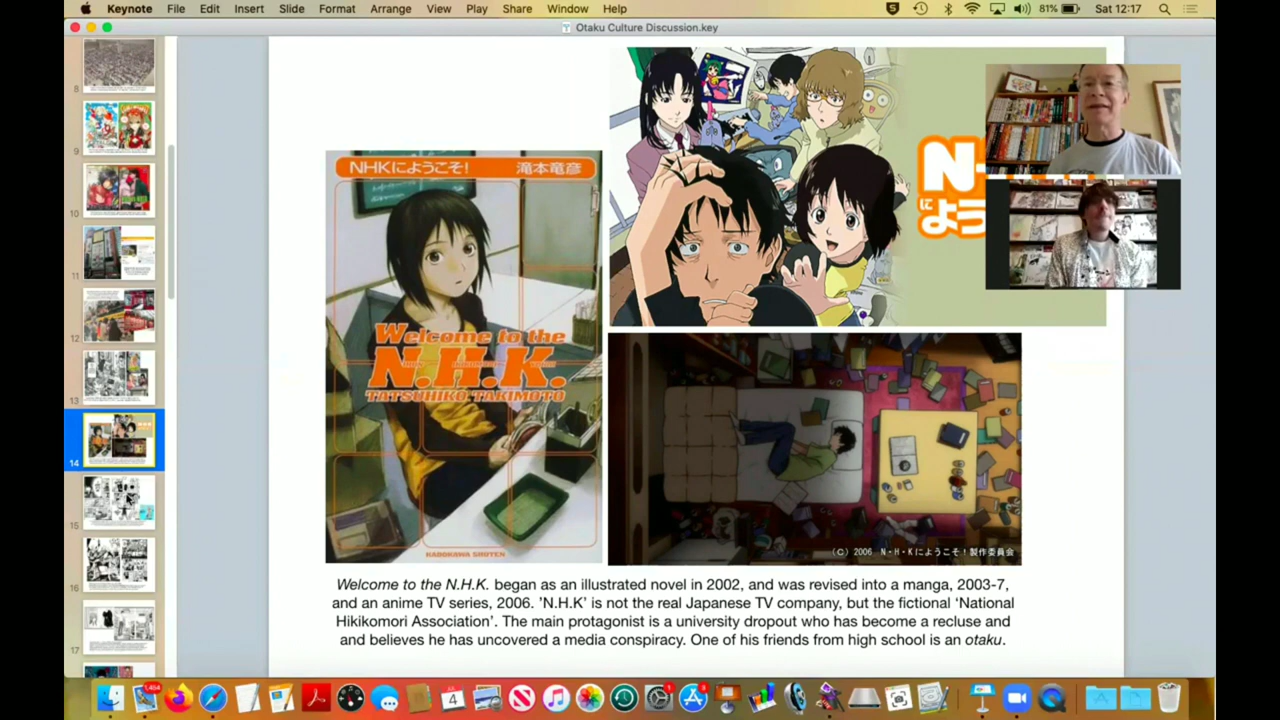 Keynote File Edit Insert Slide Format Arrange View Play Share Window Help 81% Sat 12:17
Otaku Culture Discussion.key
8
9
10
11
12
13
14
15
16
17
NHKにようこそ! 滝本竜彦
Welcome to the
N.H.K.
TATSUHIKO TAKIMOTO
KADOKAWA SHOTEN
N-
に
よう
(C) 2006 N・H・Kにようこそ！製作委員会
Welcome to the N.H.K. began as an illustrated novel in 2002, and was revised into a manga, 2003-7,
and an anime TV series, 2006. 'N.H.K' is not the real Japanese TV company, but the fictional 'National
Hikikomori Association'. The main protagonist is a university dropout who has become a recluse and
and believes he has uncovered a media conspiracy. One of his friends from high school is an otaku.
4